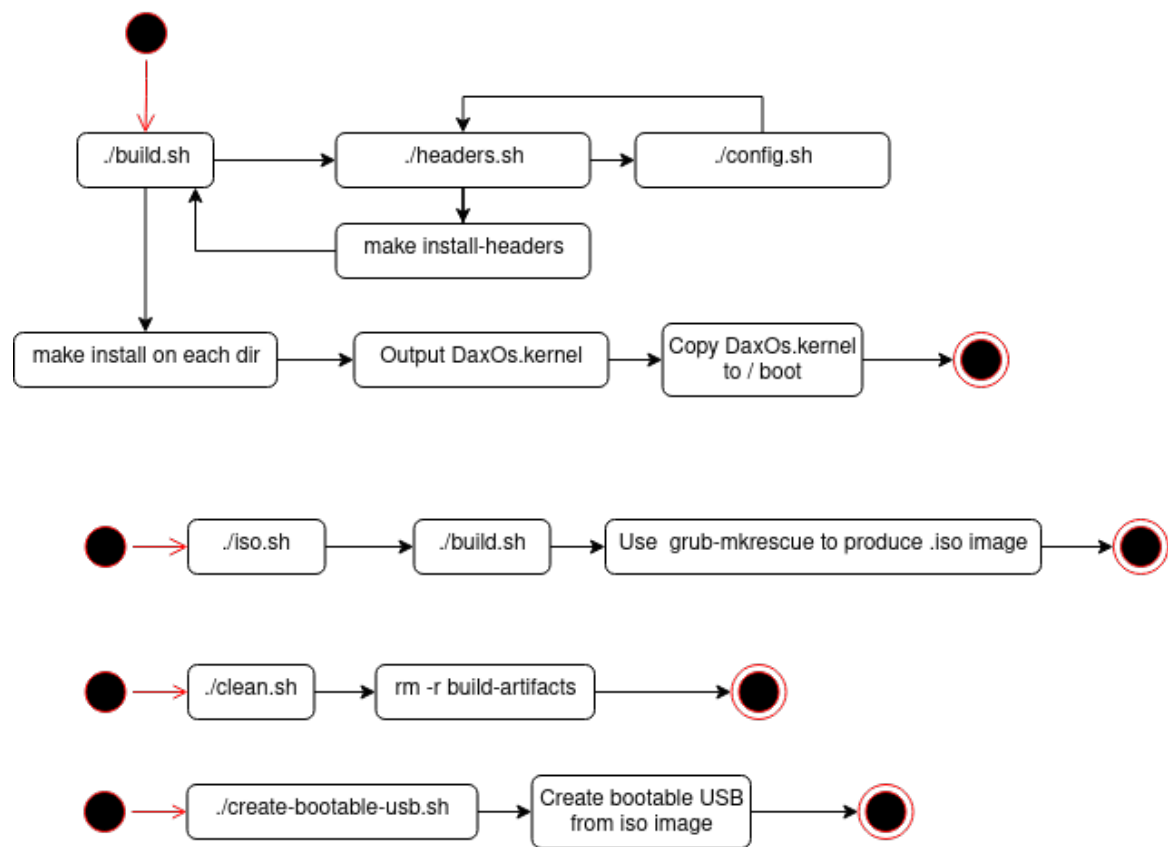 ./build.sh
./headers.sh
./config.sh
make install-headers
make install on each dir
Output DaxOs.kernel
Copy DaxOs.kernel
to / boot
./iso.sh
./build.sh
Use  grub-mkrescue to produce .iso image
./clean.sh
rm -r build-artifacts
./create-bootable-usb.sh
Create bootable USB
from iso image